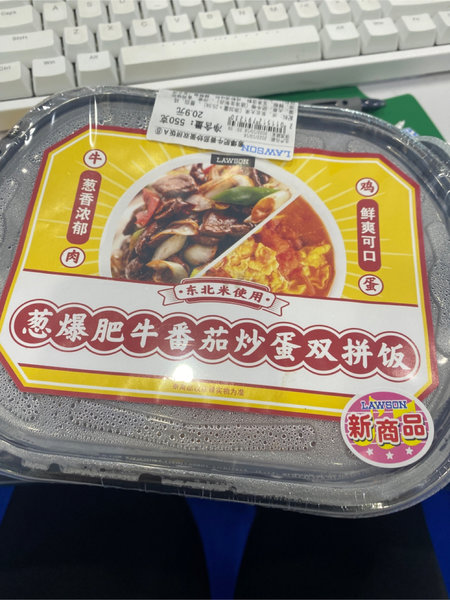 LAWSON
净含量：550克
20.9元
LAWSON
牛
肉
葱香浓郁
鸡
蛋
鲜爽可口
东北米使用
葱爆肥牛番茄炒蛋双拼饭
LAWSON
新商品